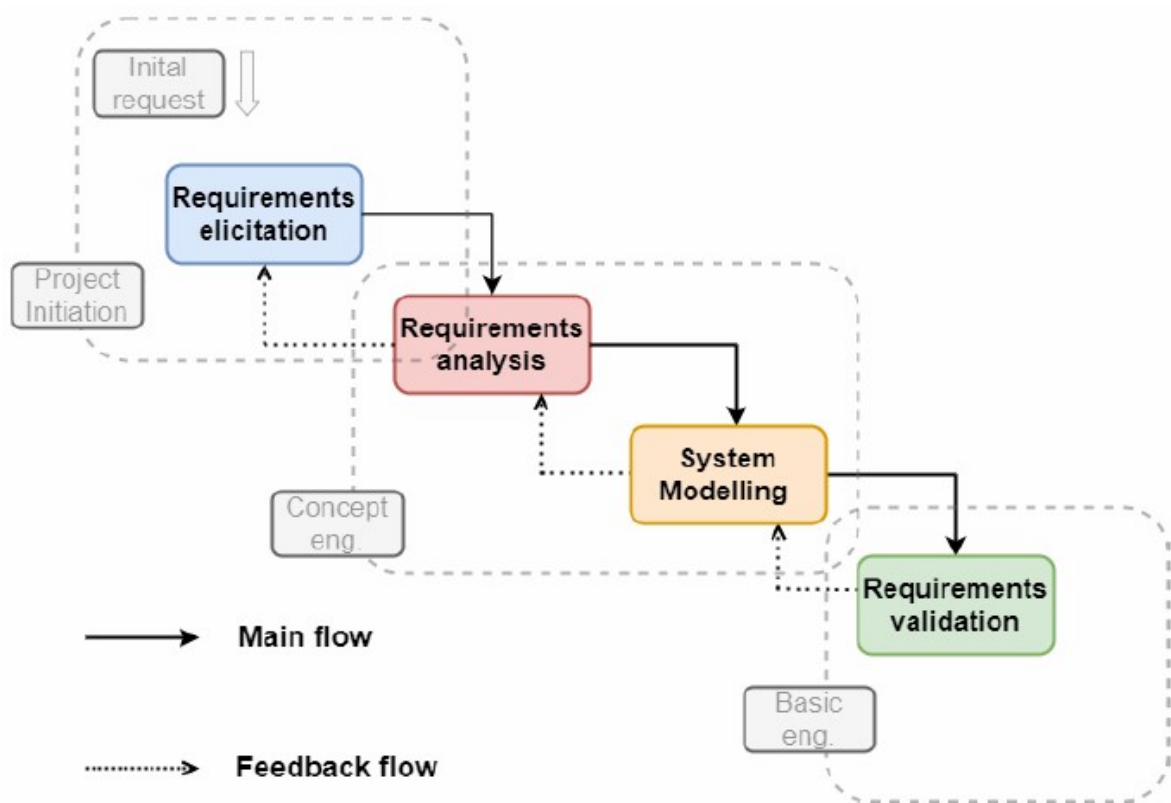 Inital
request
Requirements
elicitation
Project
Initiation
Requirements
analysis
System
Modelling
Concept
eng.
Requirements
validation
Main flow
Basic
eng.
Feedback flow